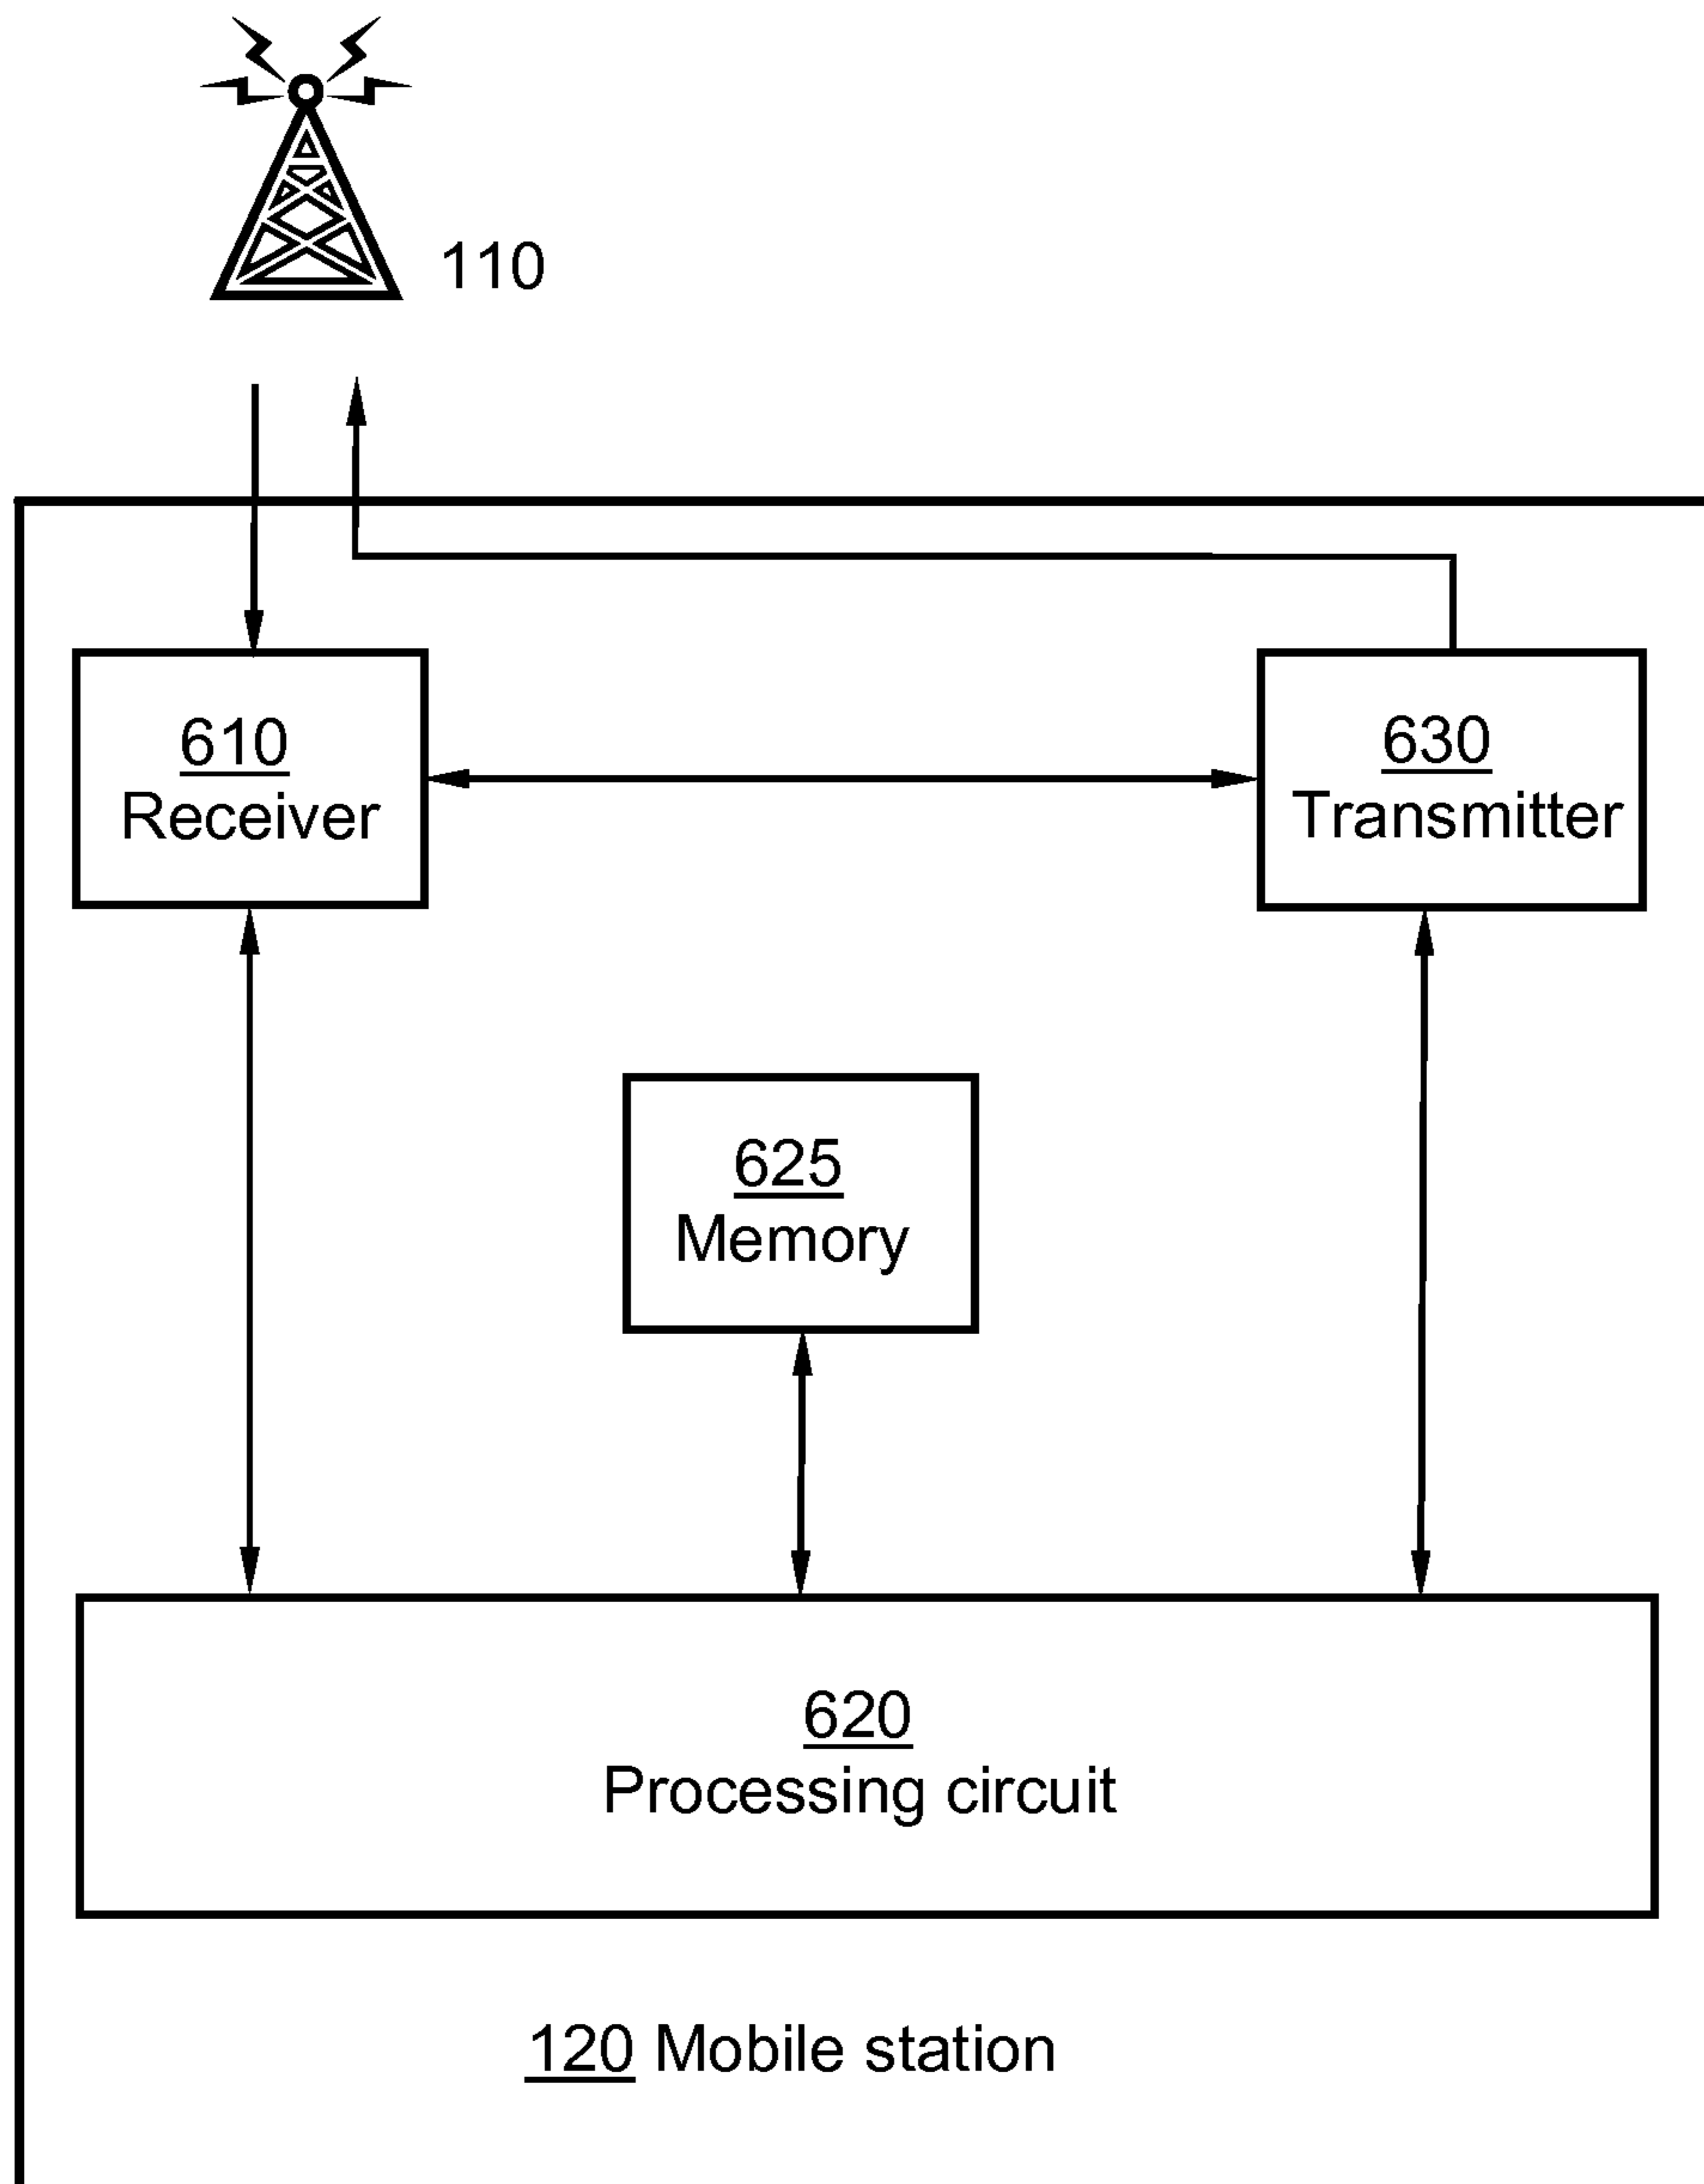 110
610
Receiver
630
Transmitter
625
Memory
620
Processing circuit
120 Mobile station